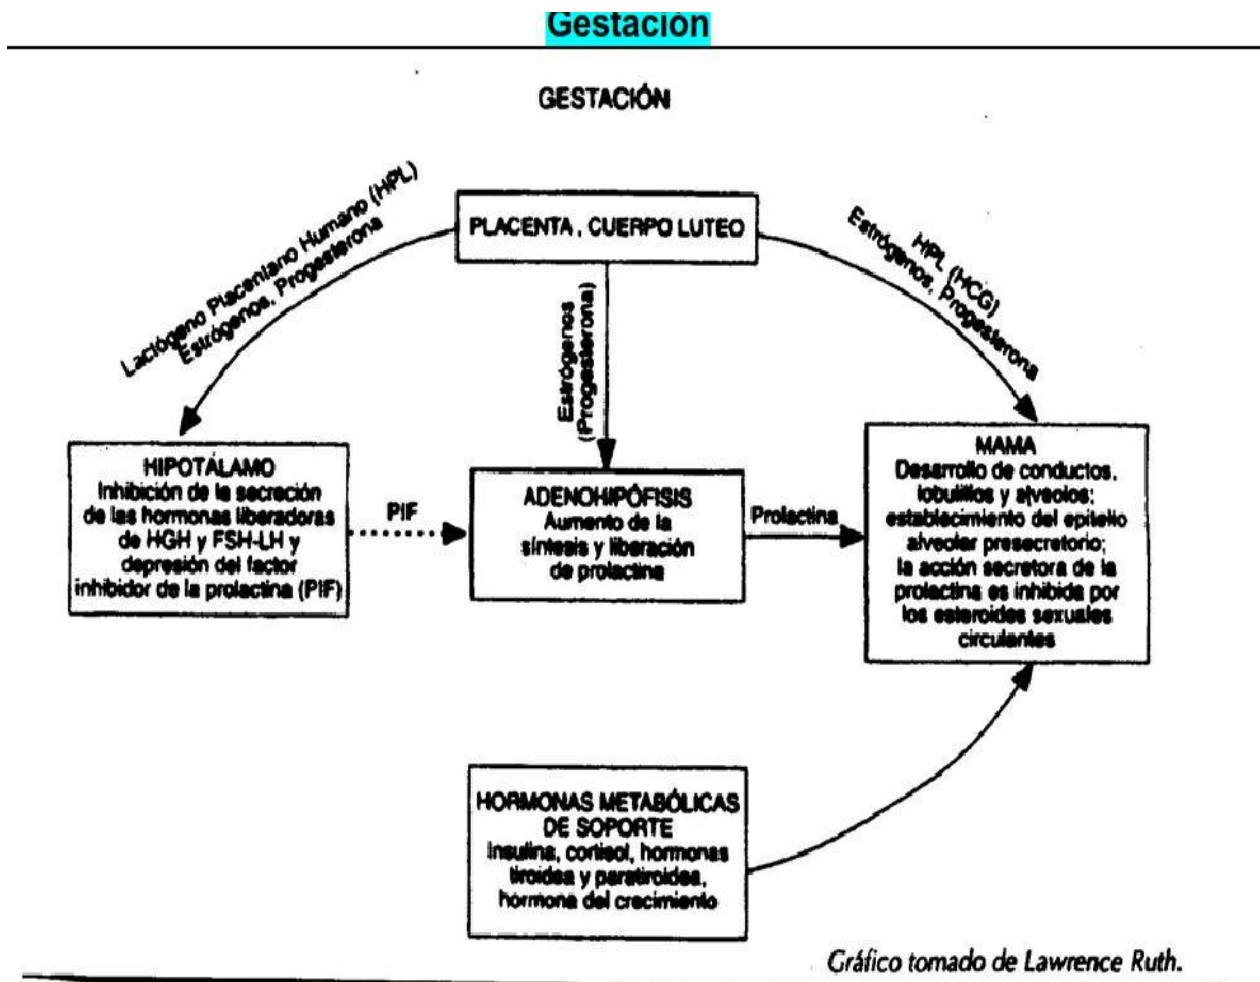 Gestación
GESTACIÓN
Lactógeno Placentario Humano (HPL)
Estrógenos, Progesterona
PLACENTA, CUERPO LUTEO
HPL (HCG)
Estrógenos, Progesterona
Estrógenos
(Progesterona)
HIPOTÁLAMO
Inhibición de la secreción
de las hormonas liberadoras
de HGH y FSH-LH y
depresión del factor
inhibidor de la prolactina (PIF)
PIF
ADENOHIPÓFISIS
Aumento de la
síntesis y liberación
de prolactina
Prolactina
MAMA
Desarrollo de conductos,
lobulillos y alveolos;
establecimiento del epitelio
alveolar presecretorio;
la acción secretora de la
prolactina es inhibida por
los esteroides sexuales
circulantes
HORMONAS METABÓLICAS
DE SOPORTE
Insulina, cortisol, hormonas
tiroidea y paratiroidea,
hormona del crecimiento
Gráfico tomado de Lawrence Ruth.